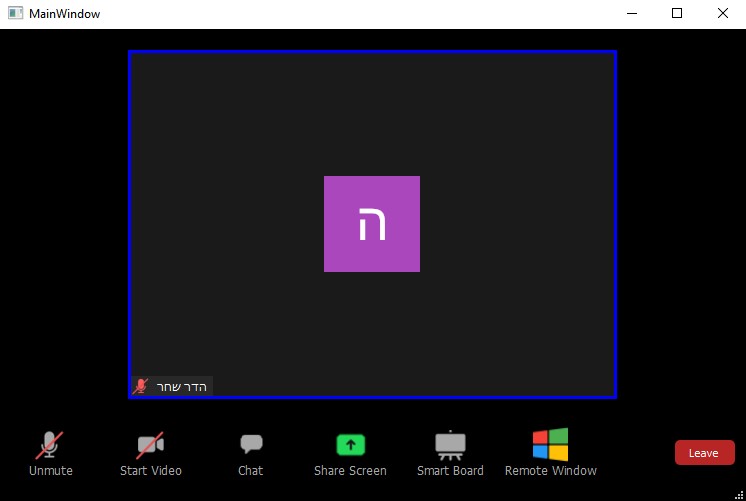 MainWindow
ה
הדר שחר
Unmute
Start Video
Chat
Share Screen
Smart Board
Remote Window
Leave